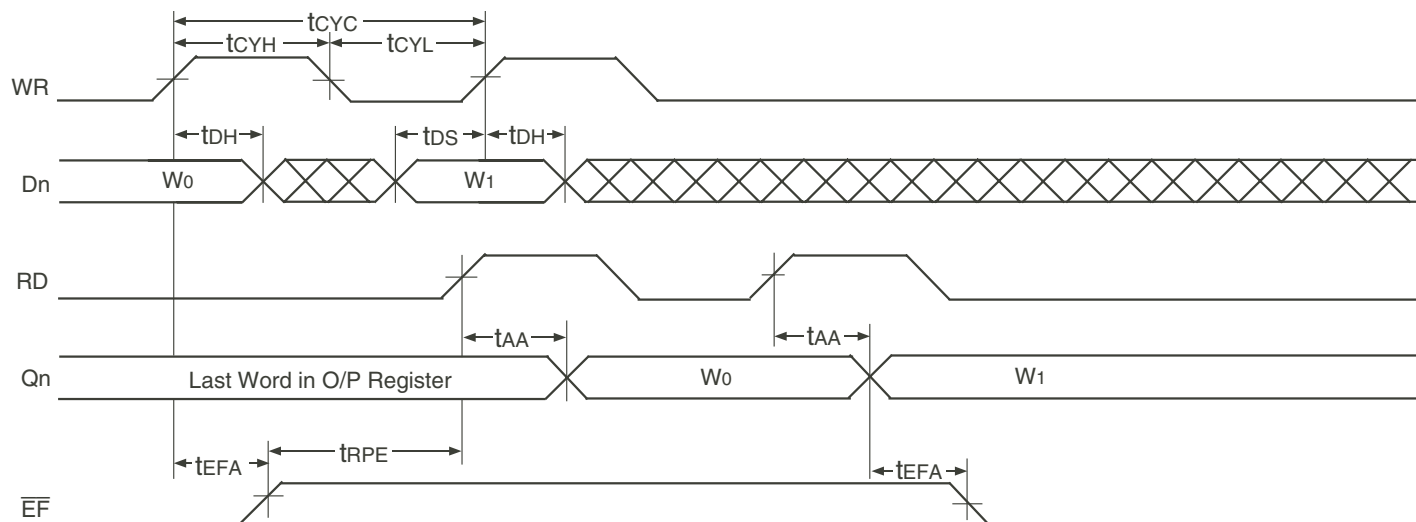 tCYC
tCYH tCYL
WR
tDH tDS tDH
Dn W0 W1
RD
tAA tAA
Qn Last Word in O/P Register W0 W1
tEFA tRPE tEFA
E̅F̅